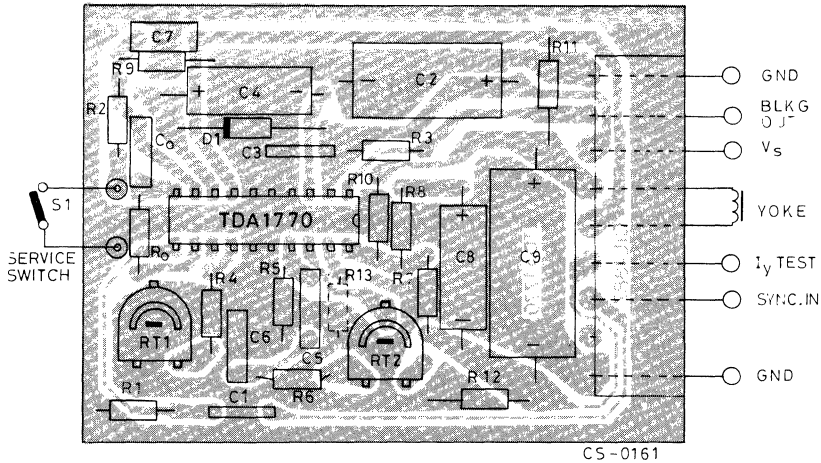 C7
R11
R9
C4
C2
GND
R2
+
-
-
+
BLKG
OUT
D1
Co
C3
R3
Vs
S1
R10
R8
+
+
TDA1770
C8
C9
YOKE
Ro
SERVICE
SWITCH
R4
R5
R13
Iy TEST
SYNC.IN
RT1
C6
C5
RT2
-
-
R6
R12
GND
R1
C1
CS-0161